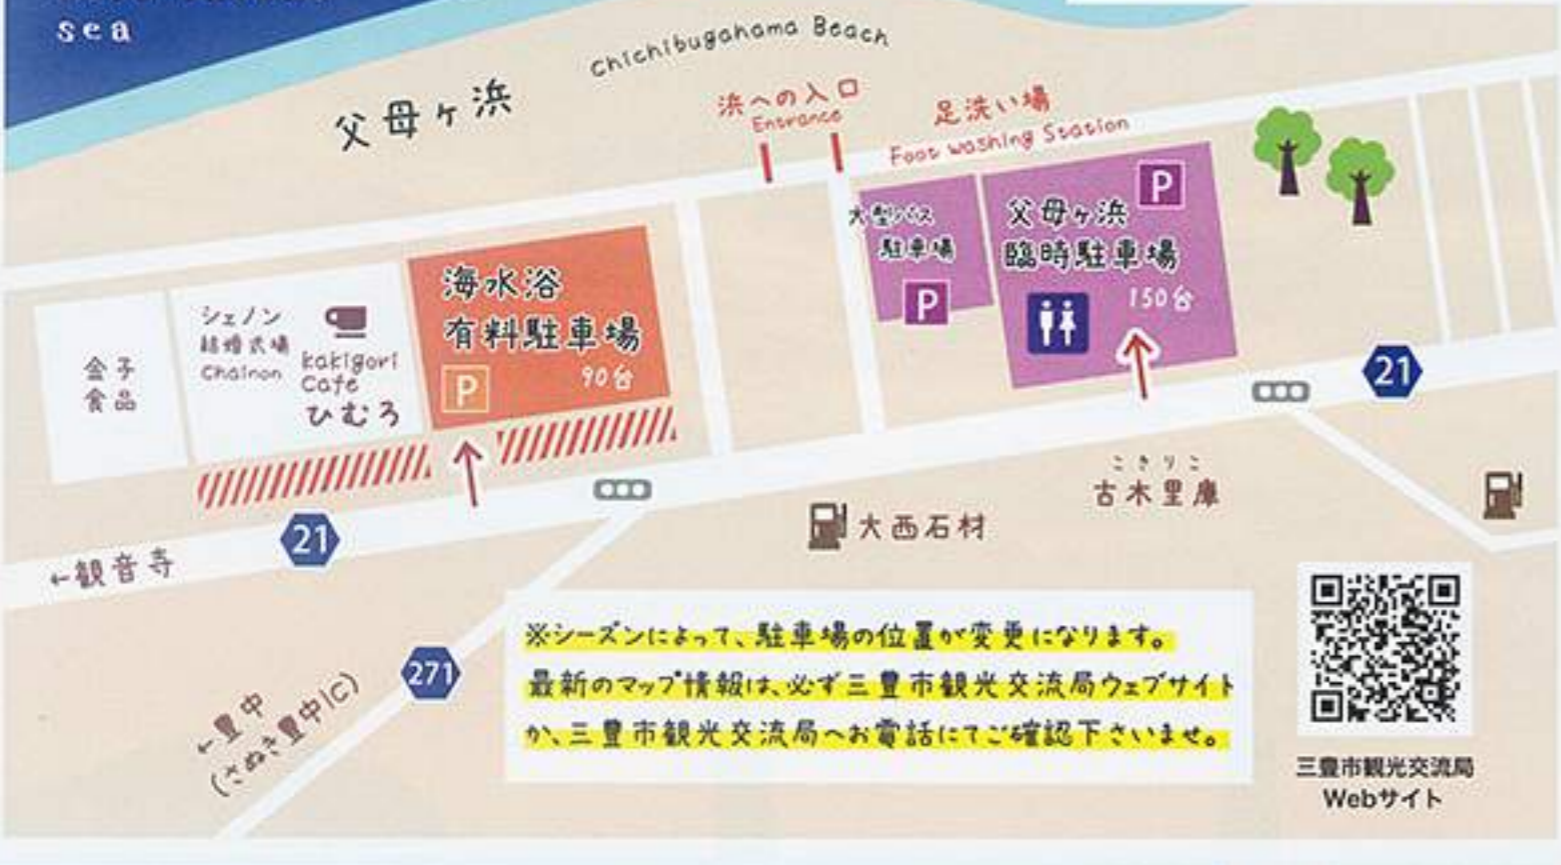 sea
Chichibugahama Beach
父母ヶ浜
浜への入口
Entrance
足洗い場
Foot washing Station
大型バス
駐車場
P
父母ヶ浜
臨時駐車場
150台
P
海水浴
有料駐車場
90台
P
シェノン
結婚式場
Chainon
kakigori
Cafe
ひむろ
金子
食品
21
21
こきりこ
古木里庫
大西石材
←観音寺
271
←豊中
(さぬき豊中IC)
※シーズンによって、駐車場の位置が変更になります。
最新のマップ情報は、必ず三豊市観光交流局ウェブサイト
か、三豊市観光交流局へお電話にてご確認下さいませ。
三豊市観光交流局
Webサイト